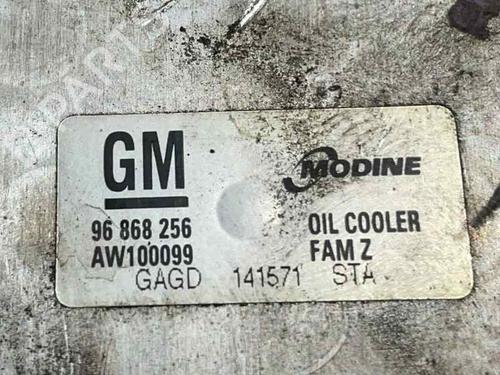 GM
MODINE
96 868 256
OIL COOLER
AW100099
FAM Z
GAGD 141571 STA